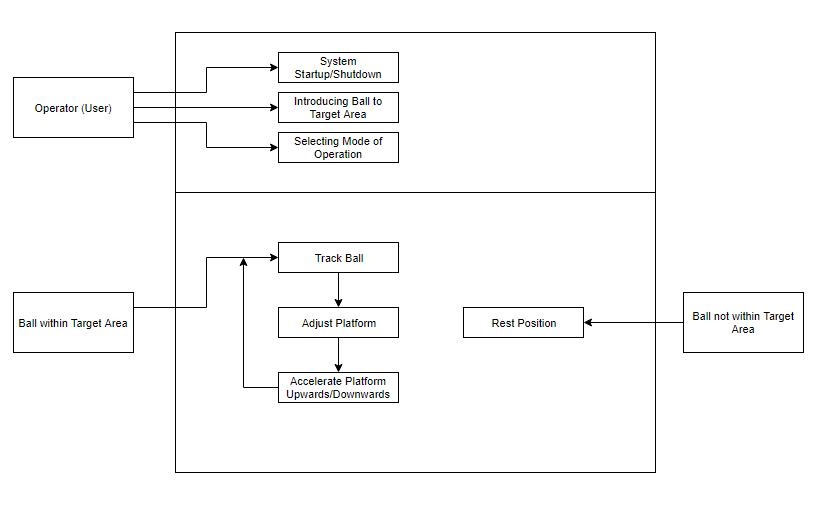 System
Startup/Shutdown
Operator (User)
Introducing Ball to
Target Area
Selecting Mode of
Operation
Track Ball
Ball within Target Area
Adjust Platform
Rest Position
Ball not within Target
Area
Accelerate Platform
Upwards/Downwards